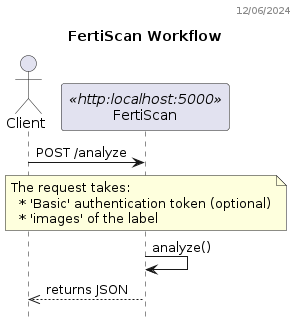 12/06/2024
FertiScan Workflow
Client
«http:localhost:5000»
FertiScan
POST /analyze
The request takes:
* 'Basic' authentication token (optional)
* 'images' of the label
analyze()
returns JSON